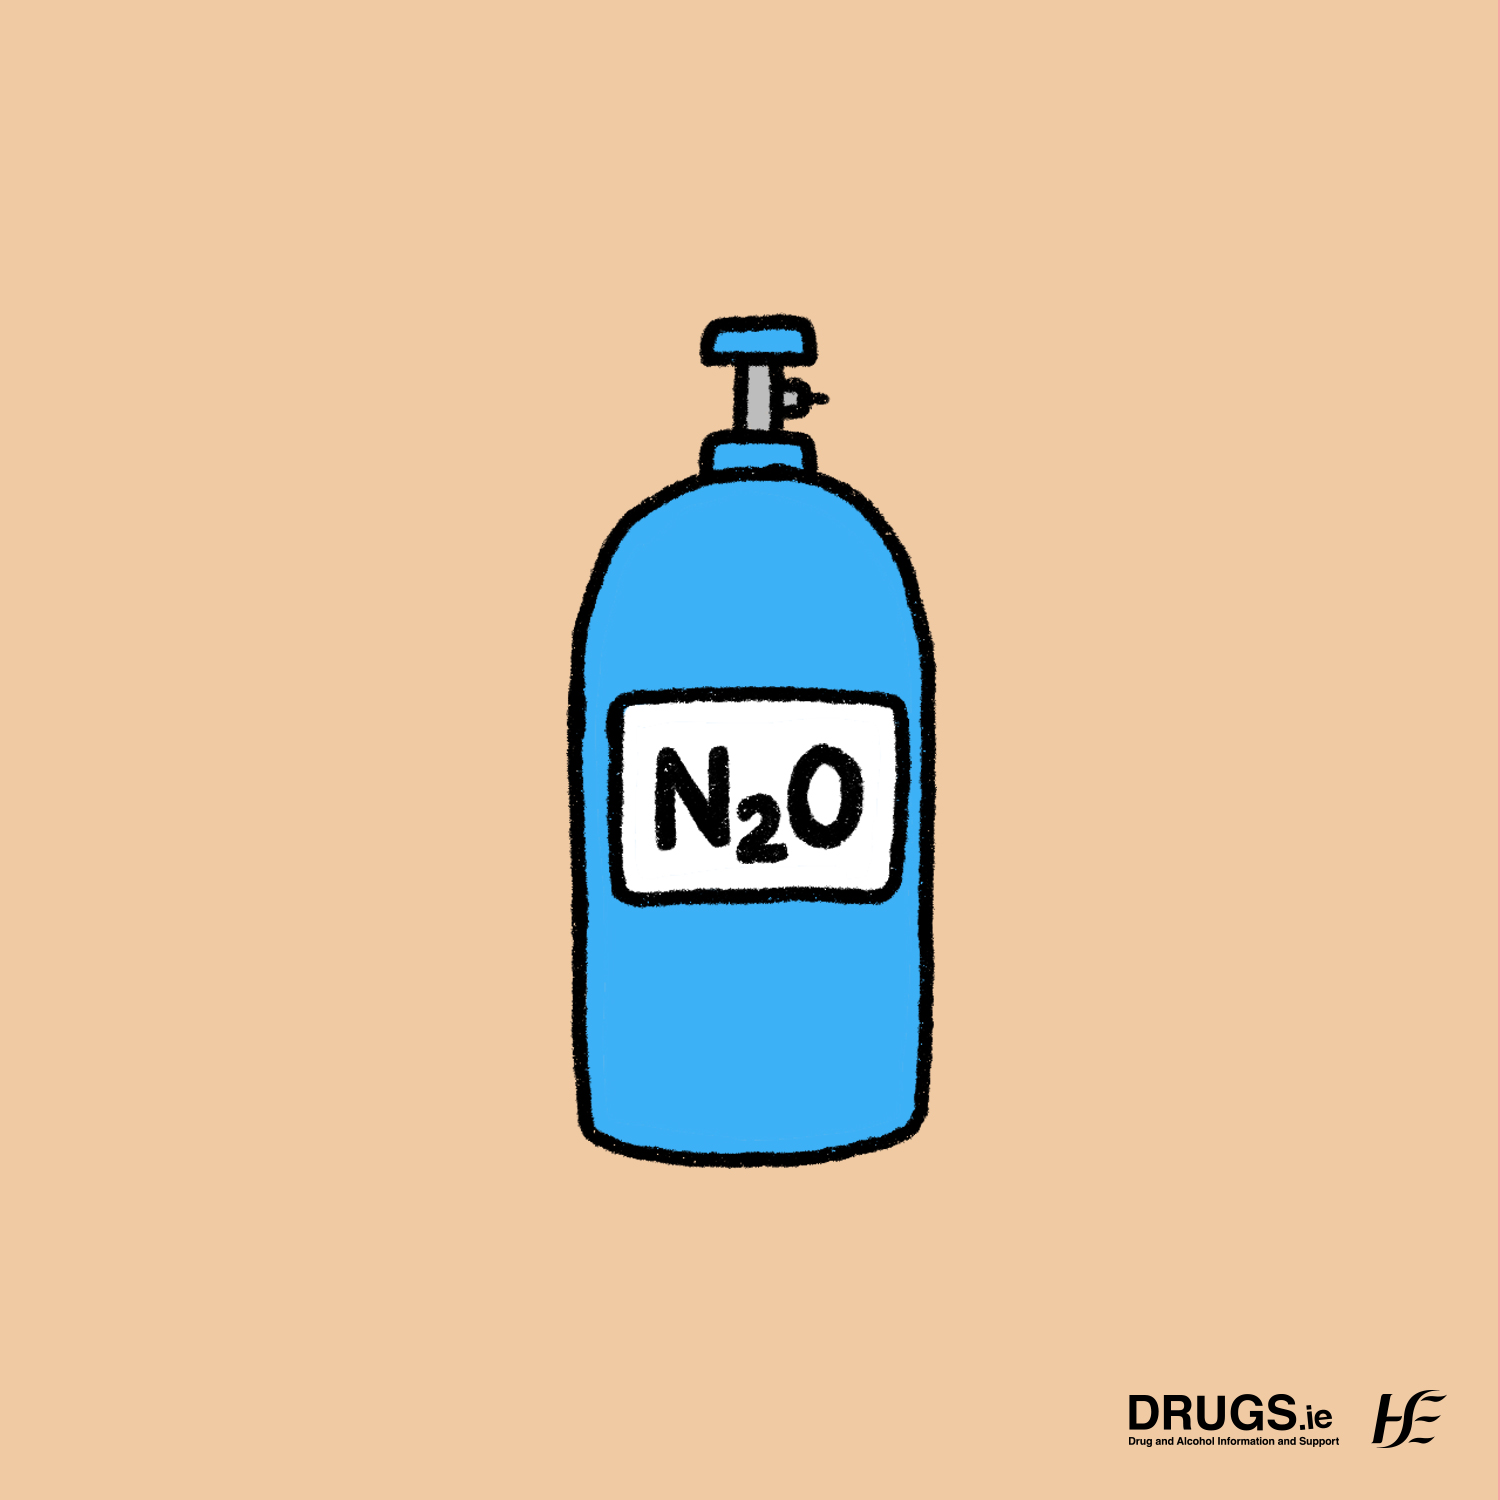 N₂O
DRUGS.ie
Drug and Alcohol Information and Support
HSE